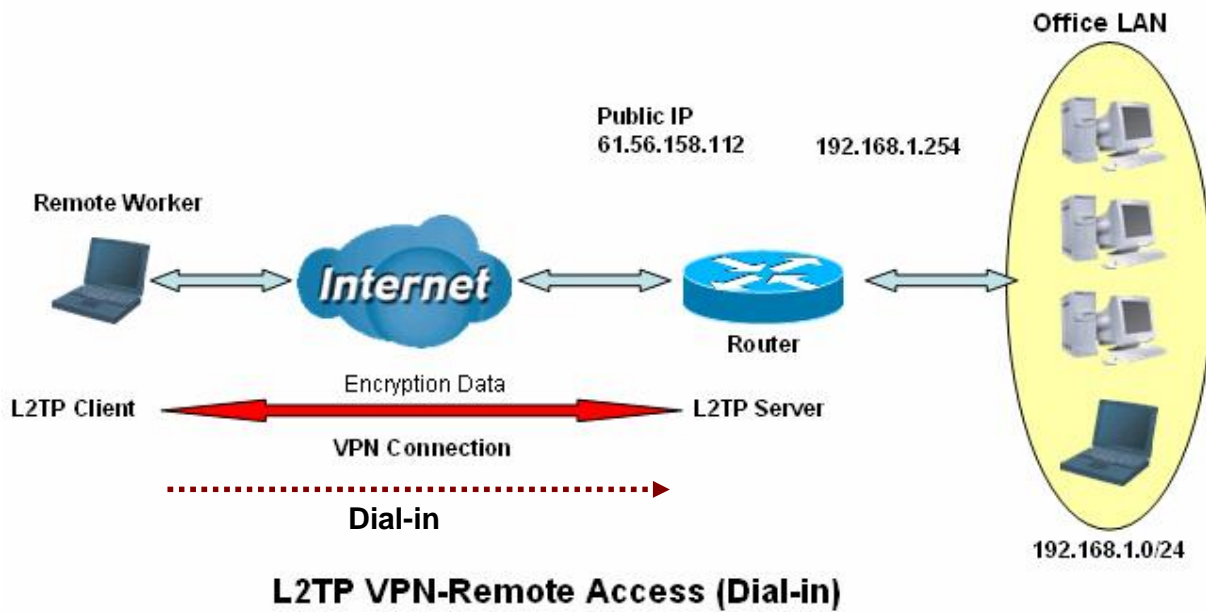 Office LAN
Public IP
61.56.158.112
192.168.1.254
Remote Worker
Internet
Router
Encryption Data
L2TP Client
L2TP Server
VPN Connection
Dial-in
192.168.1.0/24
L2TP VPN-Remote Access (Dial-in)